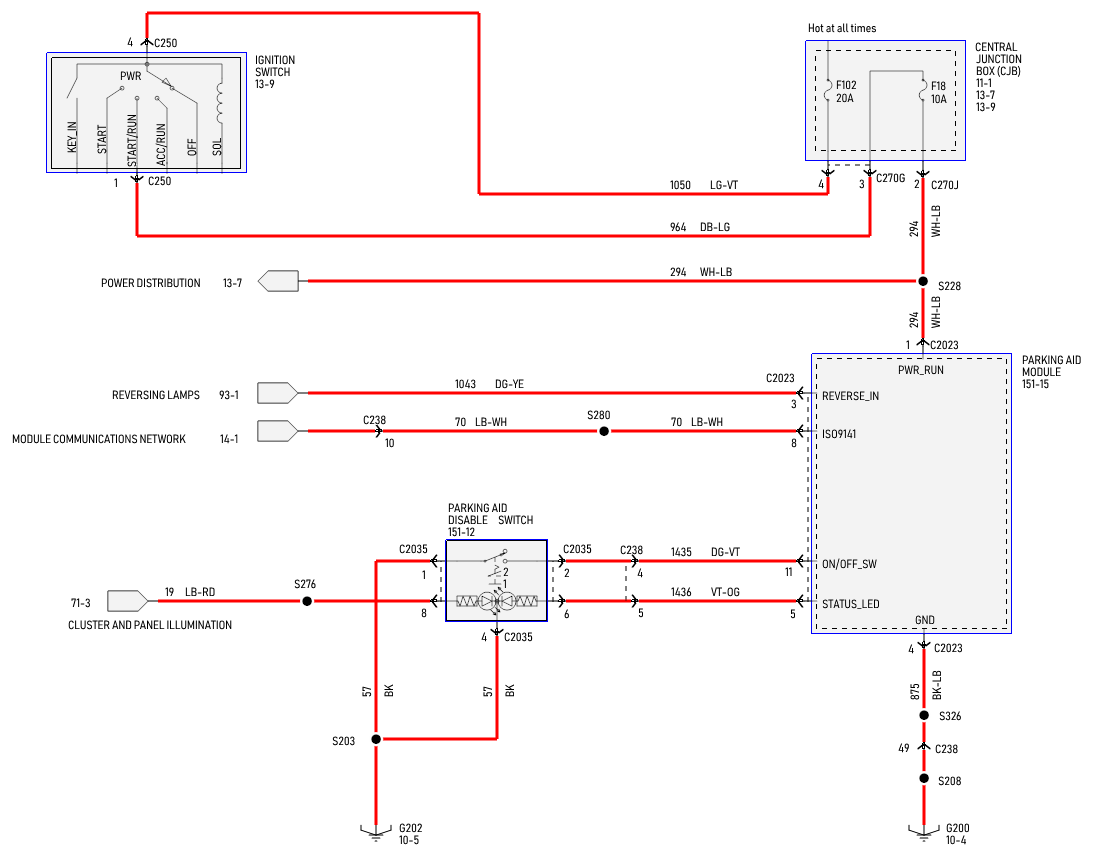 Hot at all times
4 C250
IGNITION
SWITCH
13-9
PWR
KEY_IN
START
START/RUN
ACC/RUN
OFF
SOL
1 C250
CENTRAL
JUNCTION
BOX (CJB)
11-1
13-7
13-9
F102
20A
F18
10A
4
3
C270G
2
C270J
1050 LG-VT
964 DB-LG
294
WH-LB
POWER DISTRIBUTION 13-7
294 WH-LB
S228
294
WH-LB
1 C2023
PARKING AID
MODULE
151-15
PWR_RUN
REVERSING LAMPS 93-1
1043 DG-YE
C2023
3
REVERSE_IN
MODULE COMMUNICATIONS NETWORK 14-1
C238
10
70 LB-WH
S280
70 LB-WH
8
ISO9141
PARKING AID
DISABLE SWITCH
151-12
C2035
1
2
1
C2035
2
C238
4
1435 DG-VT
11
ON/OFF_SW
71-3
19 LB-RD
S276
8
6
5
1436 VT-OG
5
STATUS_LED
CLUSTER AND PANEL ILLUMINATION
4 C2035
GND
4 C2023
57
BK
57
BK
875
BK-LB
S203
S326
49 C238
S208
G202
10-5
G200
10-4